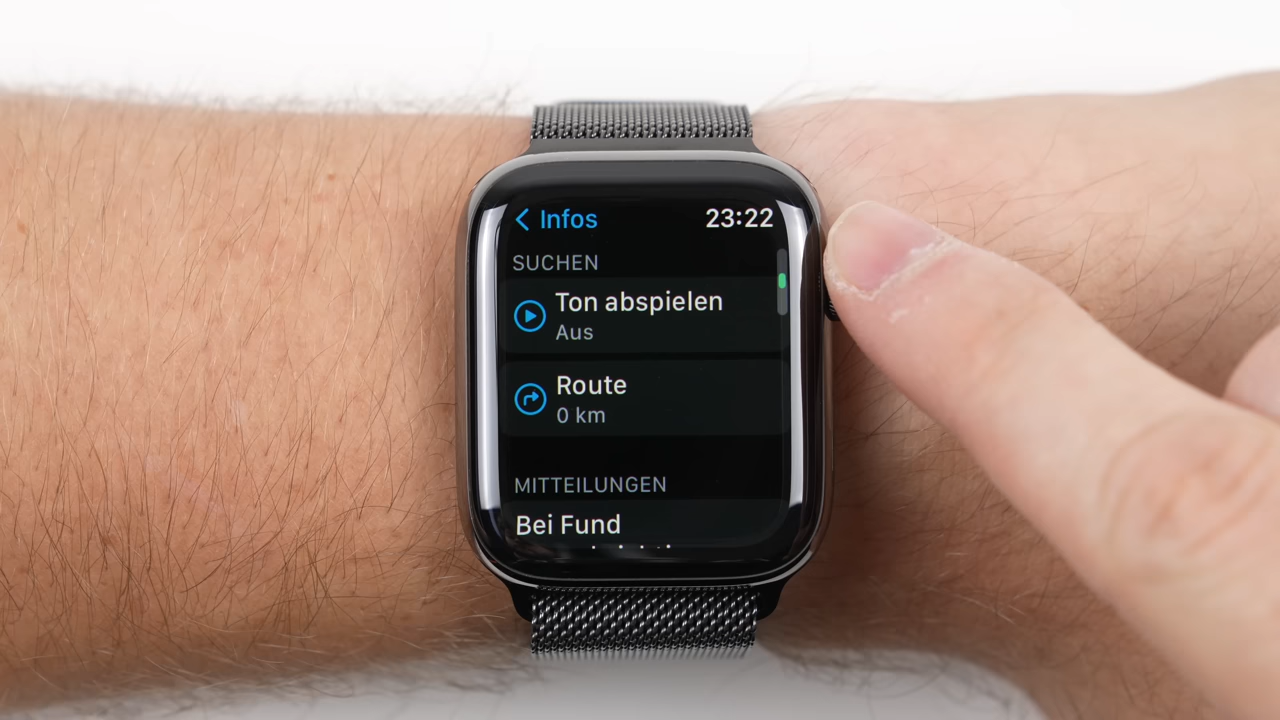 Infos 23:22
SUCHEN
Ton abspielen
Aus
Route
0 km
MITTEILUNGEN
Bei Fund